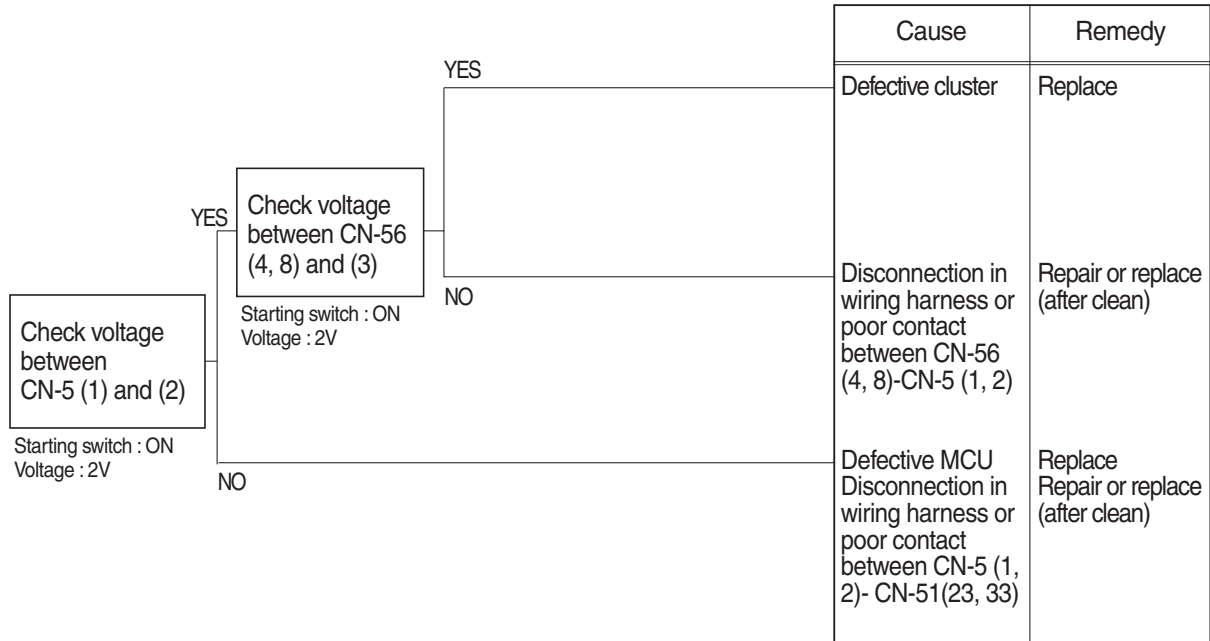 Cause
Remedy
YES
Defective cluster
Replace
YES
Check voltage
between CN-56
(4, 8) and (3)
Starting switch : ON
Voltage : 2V
NO
Disconnection in
wiring harness or
poor contact
between CN-56
(4, 8)-CN-5 (1, 2)
Repair or replace
(after clean)
Check voltage
between
CN-5 (1) and (2)
Starting switch : ON
Voltage : 2V
NO
Defective MCU
Disconnection in
wiring harness or
poor contact
between CN-5 (1,
2)- CN-51(23, 33)
Replace
Repair or replace
(after clean)